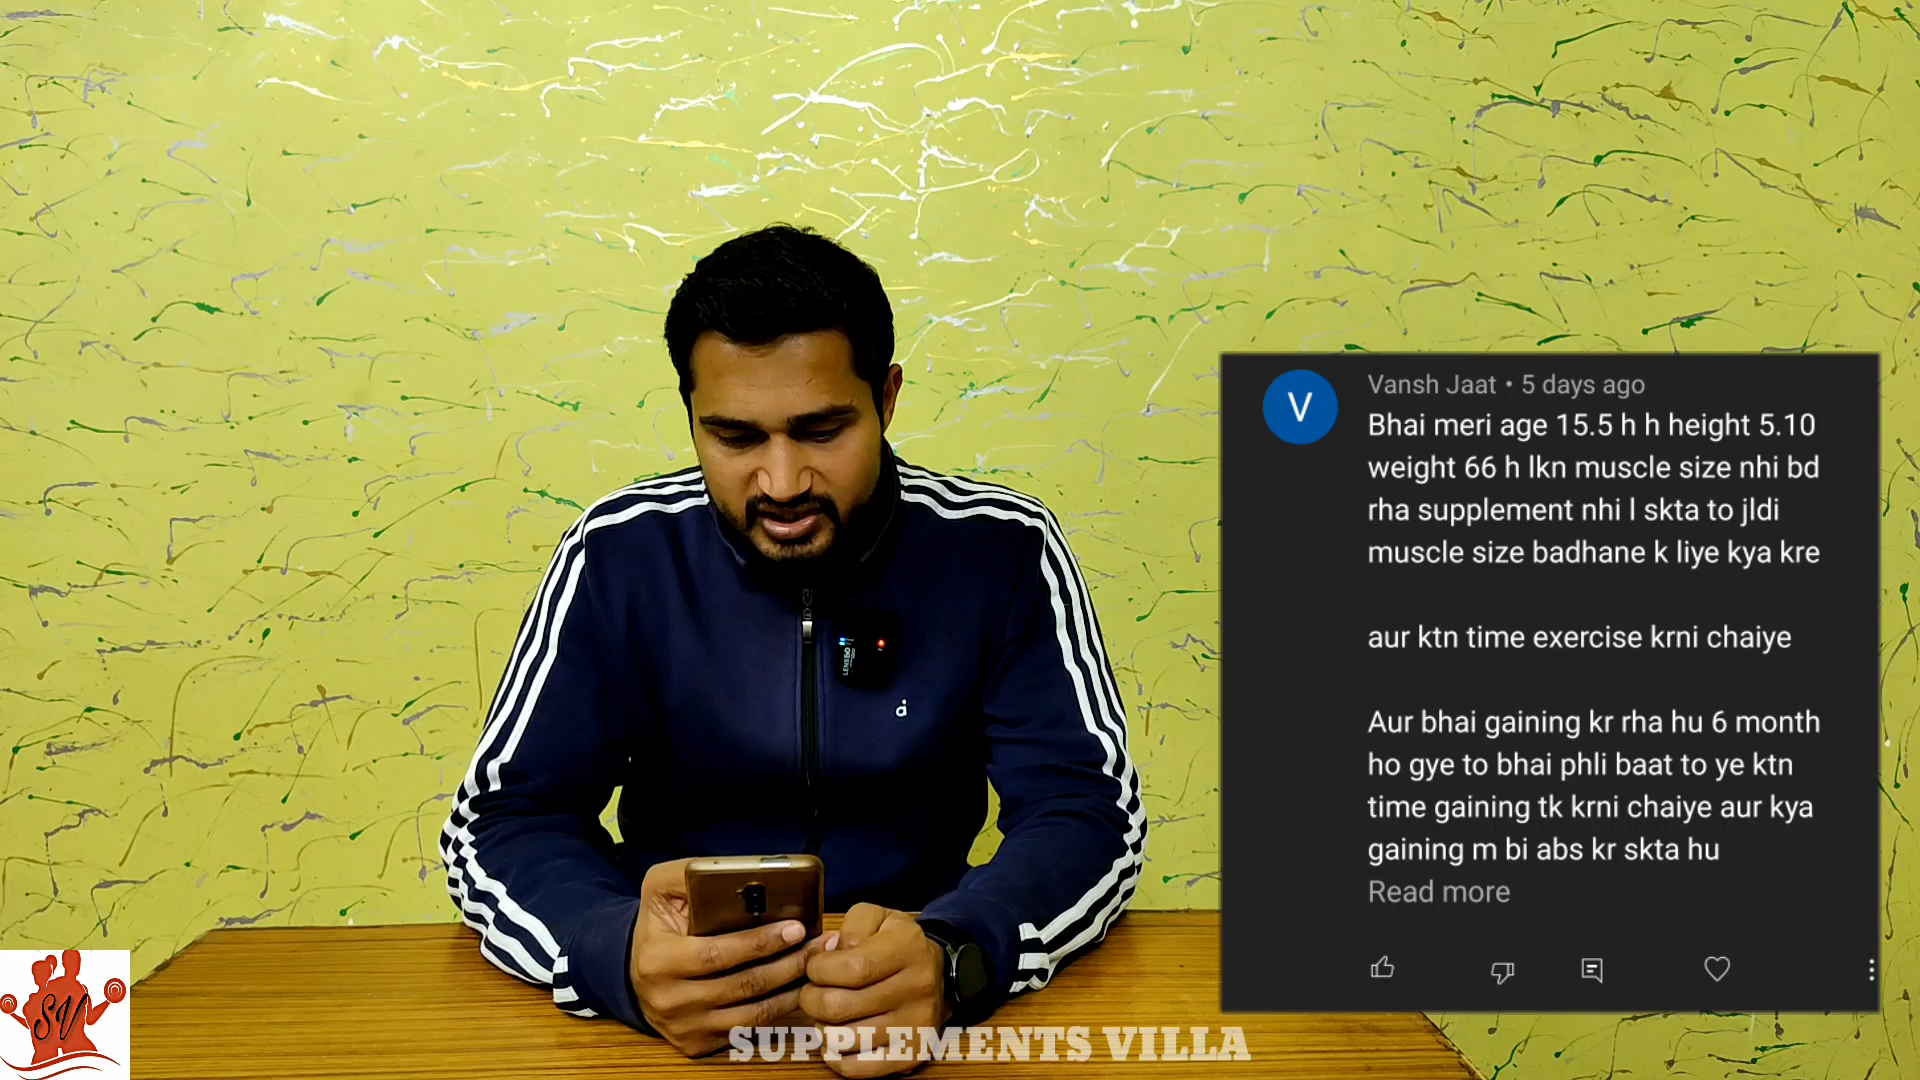 Vansh Jaat • 5 days ago
Bhai meri age 15.5 h h height 5.10
weight 66 h lkn muscle size nhi bd
rha supplement nhi l skta to jldi
muscle size badhane k liye kya kre
aur ktn time exercise krni chaiye
Aur bhai gaining kr rha hu 6 month
ho gye to bhai phli baat to ye ktn
time gaining tk krni chaiye aur kya
gaining m bi abs kr skta hu
Read more
V
SV
SUPPLEMENTS VILLA